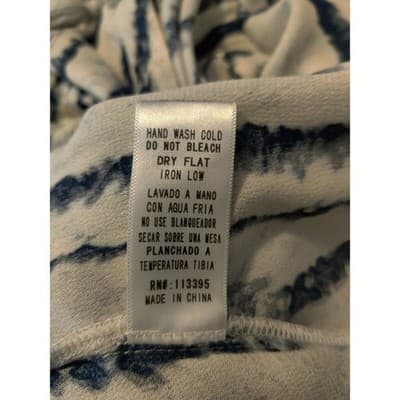 HAND WASH COLD
DO NOT BLEACH
DRY FLAT
IRON LOW
LAVADO A MANO
CON AGUA FRIA
NO USE BLANQUEADOR
SECAR SOBRE UNA MESA
PLANCHADO A
TEMPERATURA TIBIA
RN#:113395
MADE IN CHINA